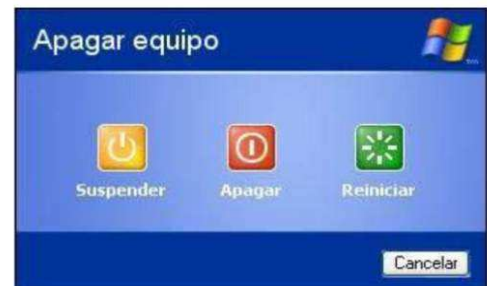 Apagar equipo
Suspender
Apagar
Reiniciar
Cancelar